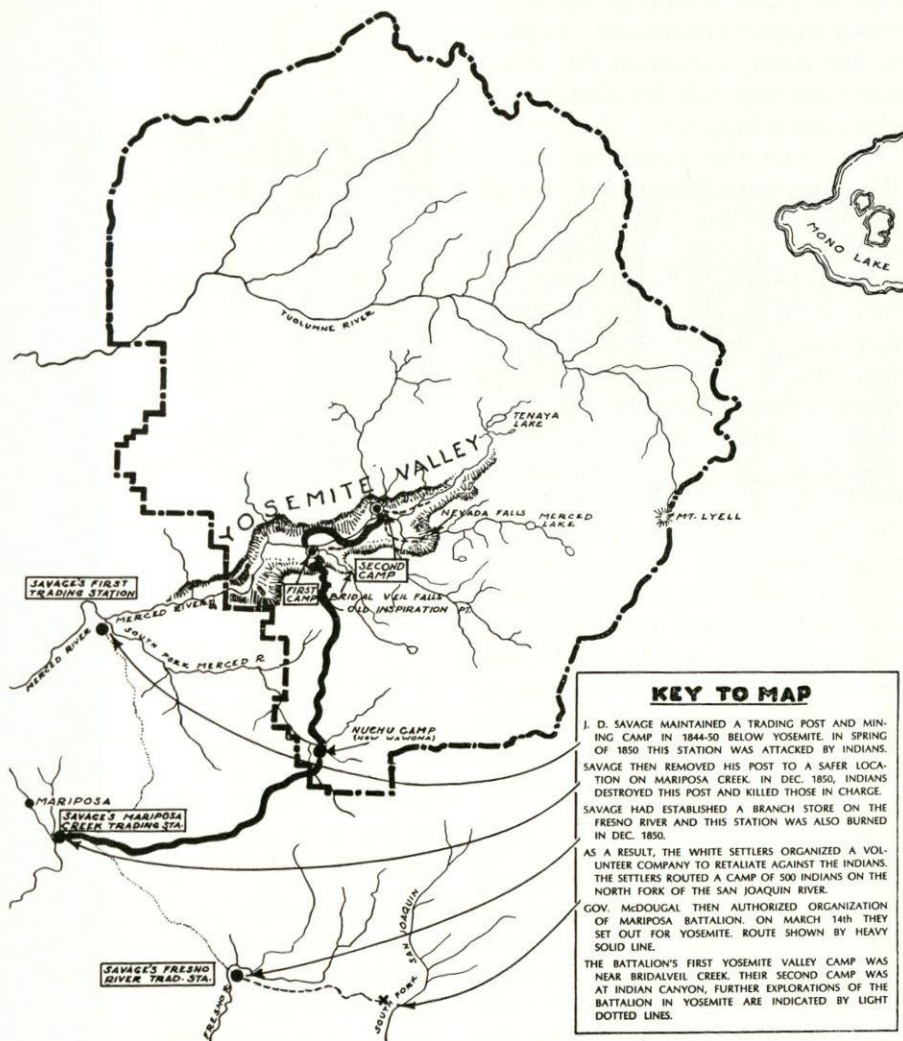 MONO LAKE
TUOLUMNE RIVER
TENAYA
LAKE
YOSEMITE VALLEY
NEVADA FALLS
MERCED
LAKE
MT. LYELL
SECOND
CAMP
FIRST
CAMP
BRIDAL VEIL FALLS
OLD INSPIRATION PT.
SAVAGE'S FIRST
TRADING STATION
MERCED RIVER
MERCED RIVER
SOUTH FORK MERCED R.
NUCHU CAMP
(NOW WAWONA)
MARIPOSA
SAVAGE'S MARIPOSA
CREEK TRADING STA.
SAVAGE'S FRESNO
RIVER TRAD. STA.
FRESNO R.
SOUTH FORK SAN JOAQUIN
KEY TO MAP
J. D. SAVAGE MAINTAINED A TRADING POST AND MIN-
ING CAMP IN 1844-50 BELOW YOSEMITE. IN SPRING
OF 1850 THIS STATION WAS ATTACKED BY INDIANS.
SAVAGE THEN REMOVED HIS POST TO A SAFER LOCA-
TION ON MARIPOSA CREEK. IN DEC. 1850, INDIANS
DESTROYED THIS POST AND KILLED THOSE IN CHARGE.
SAVAGE HAD ESTABLISHED A BRANCH STORE ON THE
FRESNO RIVER AND THIS STATION WAS ALSO BURNED
IN DEC. 1850.
AS A RESULT, THE WHITE SETTLERS ORGANIZED A VOL-
UNTEER COMPANY TO RETALIATE AGAINST THE INDIANS.
THE SETTLERS ROUTED A CAMP OF 500 INDIANS ON THE
NORTH FORK OF THE SAN JOAQUIN RIVER.
GOV. McDOUGAL THEN AUTHORIZED ORGANIZATION
OF MARIPOSA BATTALION. ON MARCH 14th THEY
SET OUT FOR YOSEMITE. ROUTE SHOWN BY HEAVY
SOLID LINE.
THE BATTALION'S FIRST YOSEMITE VALLEY CAMP WAS
NEAR BRIDALVEIL CREEK. THEIR SECOND CAMP WAS
AT INDIAN CANYON, FURTHER EXPLORATIONS OF THE
BATTALION IN YOSEMITE ARE INDICATED BY LIGHT
DOTTED LINES.